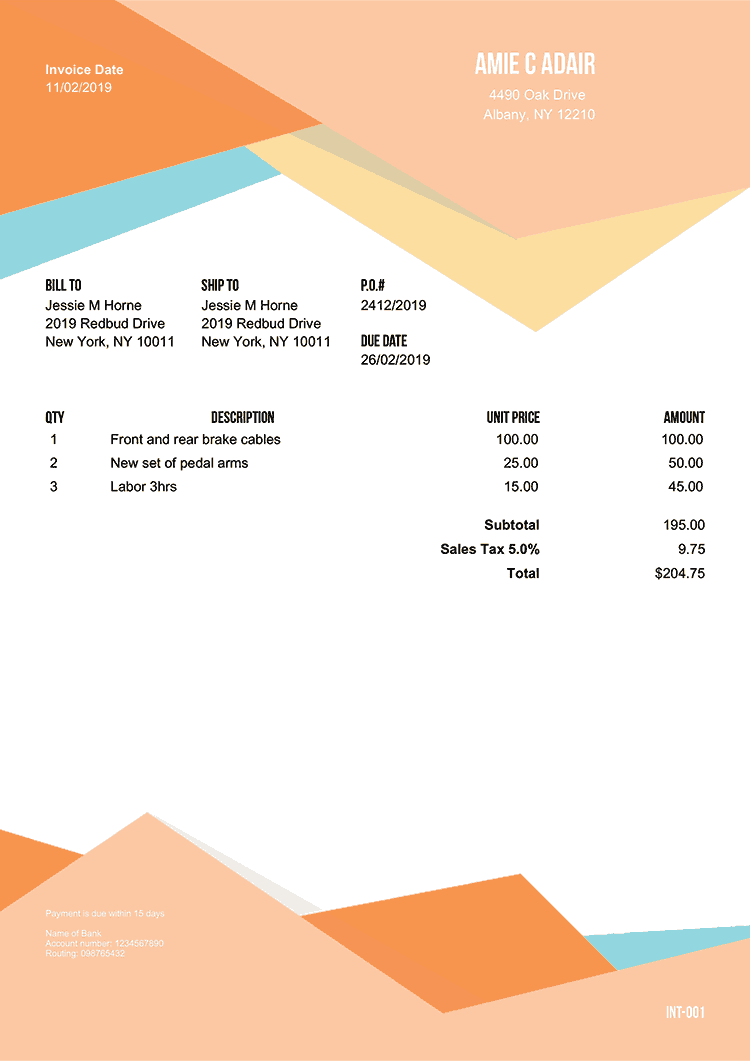 Invoice Date
11/02/2019
AMIE C ADAIR
4490 Oak Drive
Albany, NY 12210
BILL TO
Jessie M Horne
2019 Redbud Drive
New York, NY 10011
SHIP TO
Jessie M Horne
2019 Redbud Drive
New York, NY 10011
P.O.#
2412/2019
DUE DATE
26/02/2019
QTY DESCRIPTION UNIT PRICE AMOUNT
1 Front and rear brake cables 100.00 100.00
2 New set of pedal arms 25.00 50.00
3 Labor 3hrs 15.00 45.00
Subtotal 195.00
Sales Tax 5.0% 9.75
Total $204.75
Payment is due within 15 days
Name of Bank
Account number: 1234567890
Routing: 098765432
INT-001